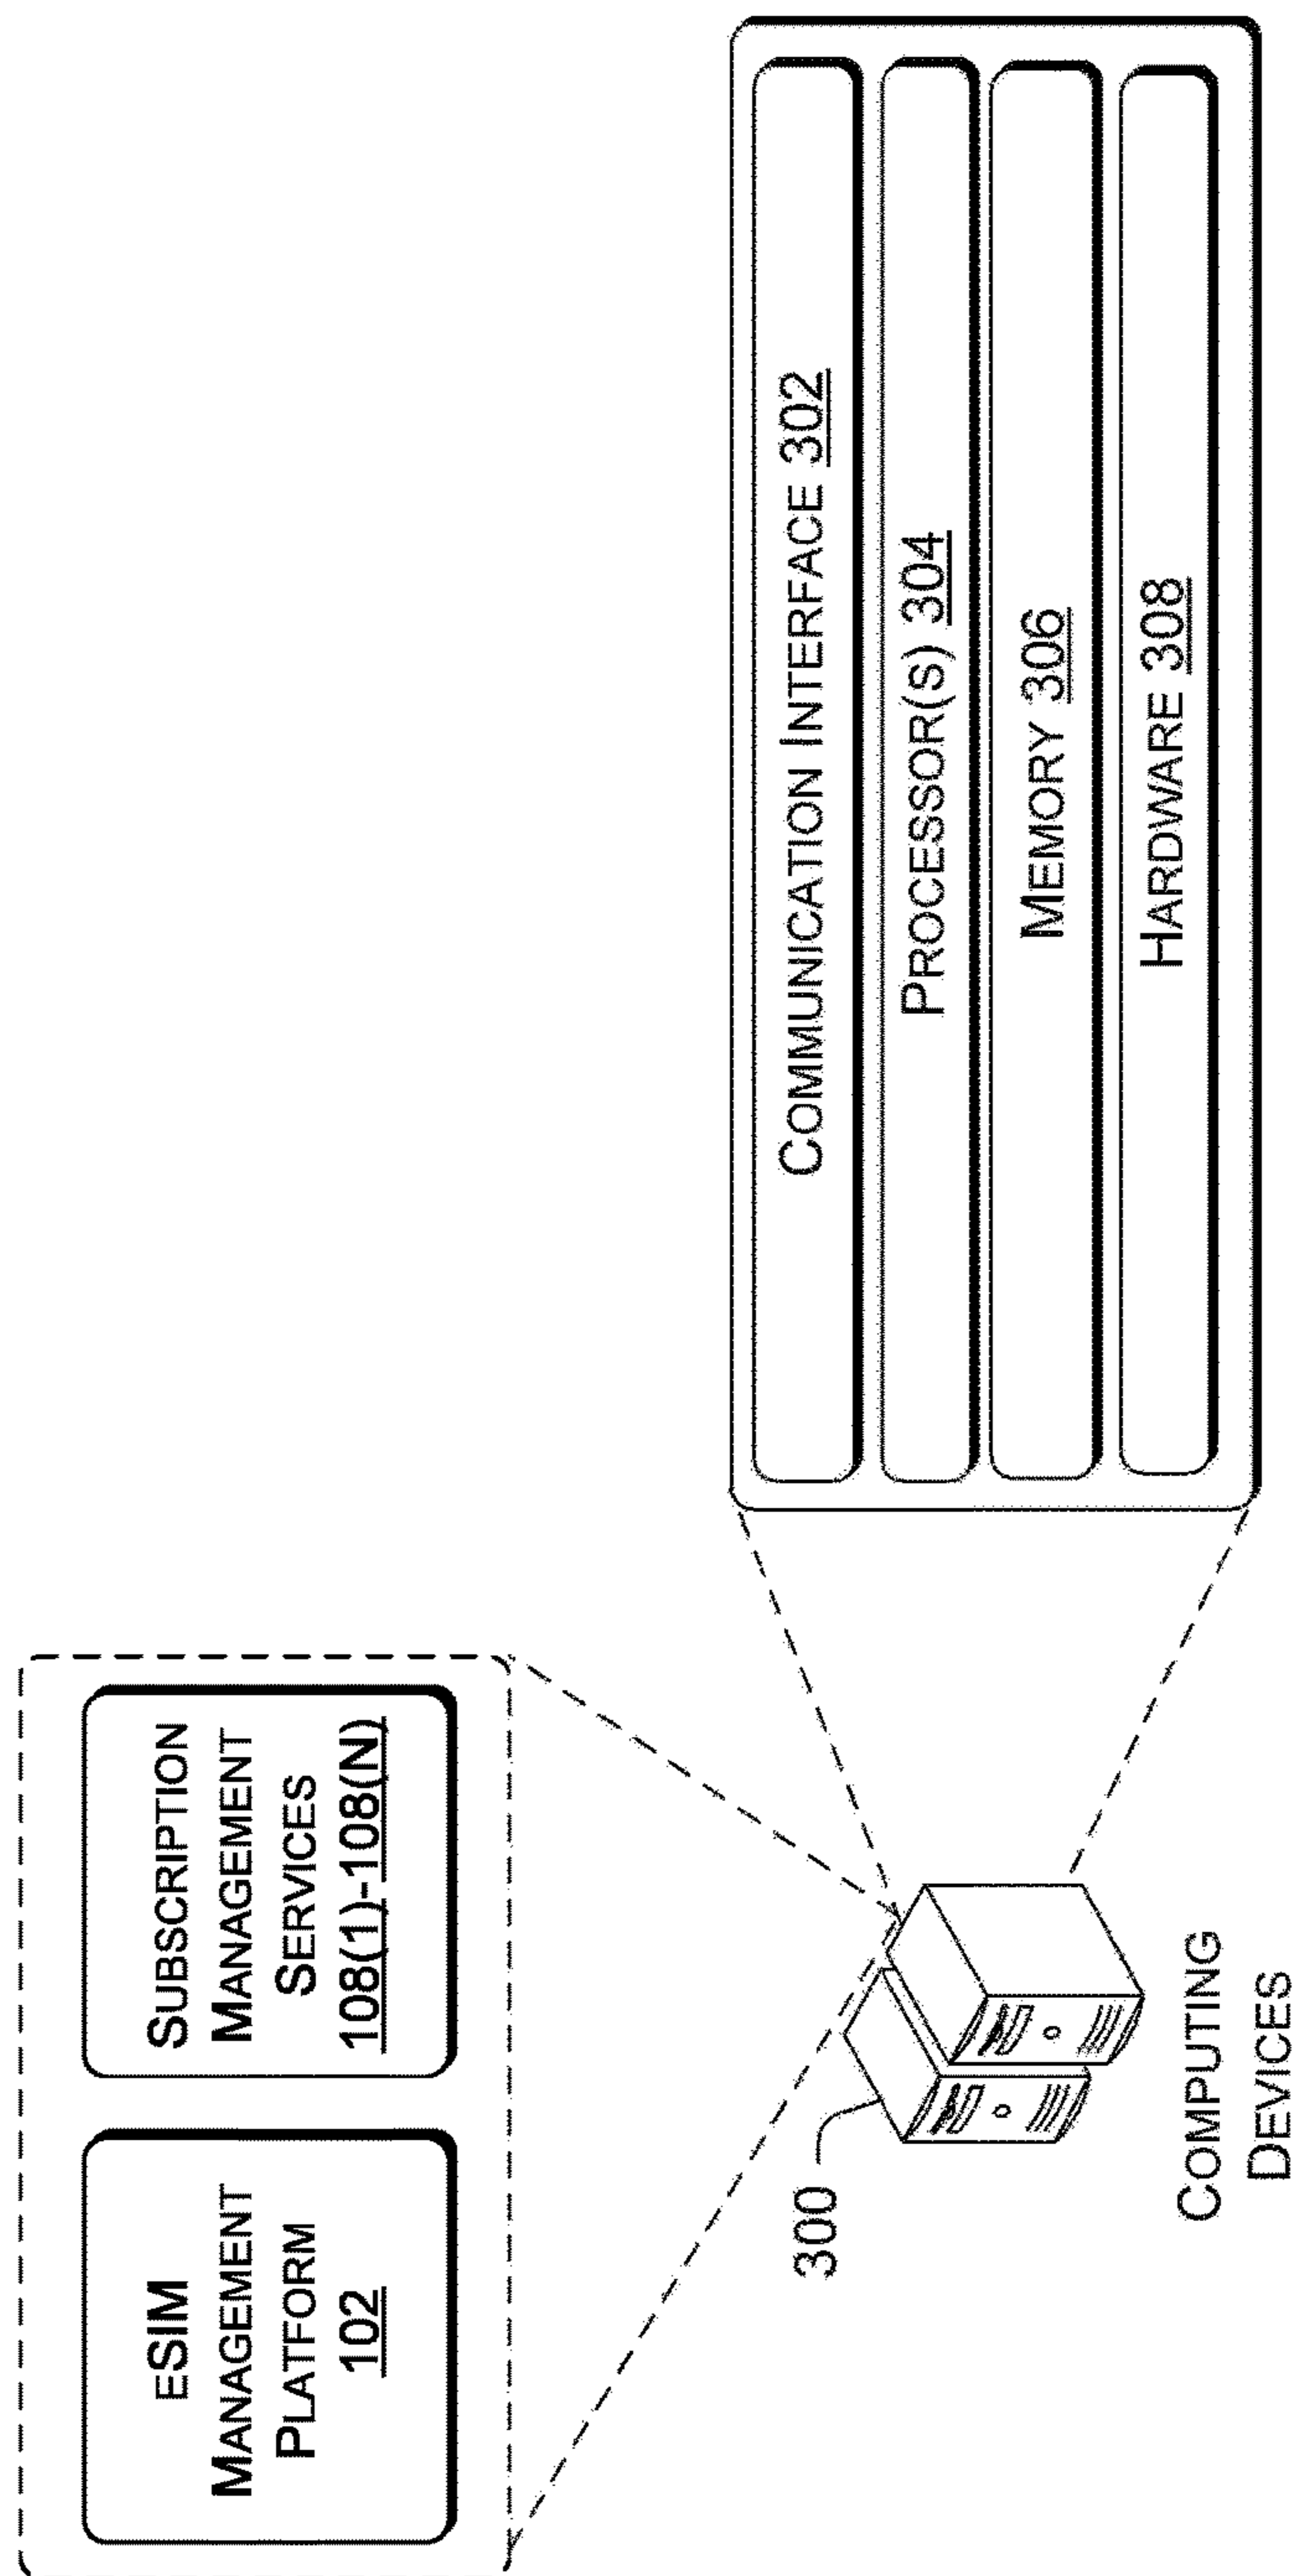 eSIM
MANAGEMENT
PLATFORM
102
SUBSCRIPTION
MANAGEMENT
SERVICES
108(1)-108(N)
300
COMPUTING
DEVICES
COMMUNICATION INTERFACE 302
PROCESSOR(S) 304
MEMORY 306
HARDWARE 308